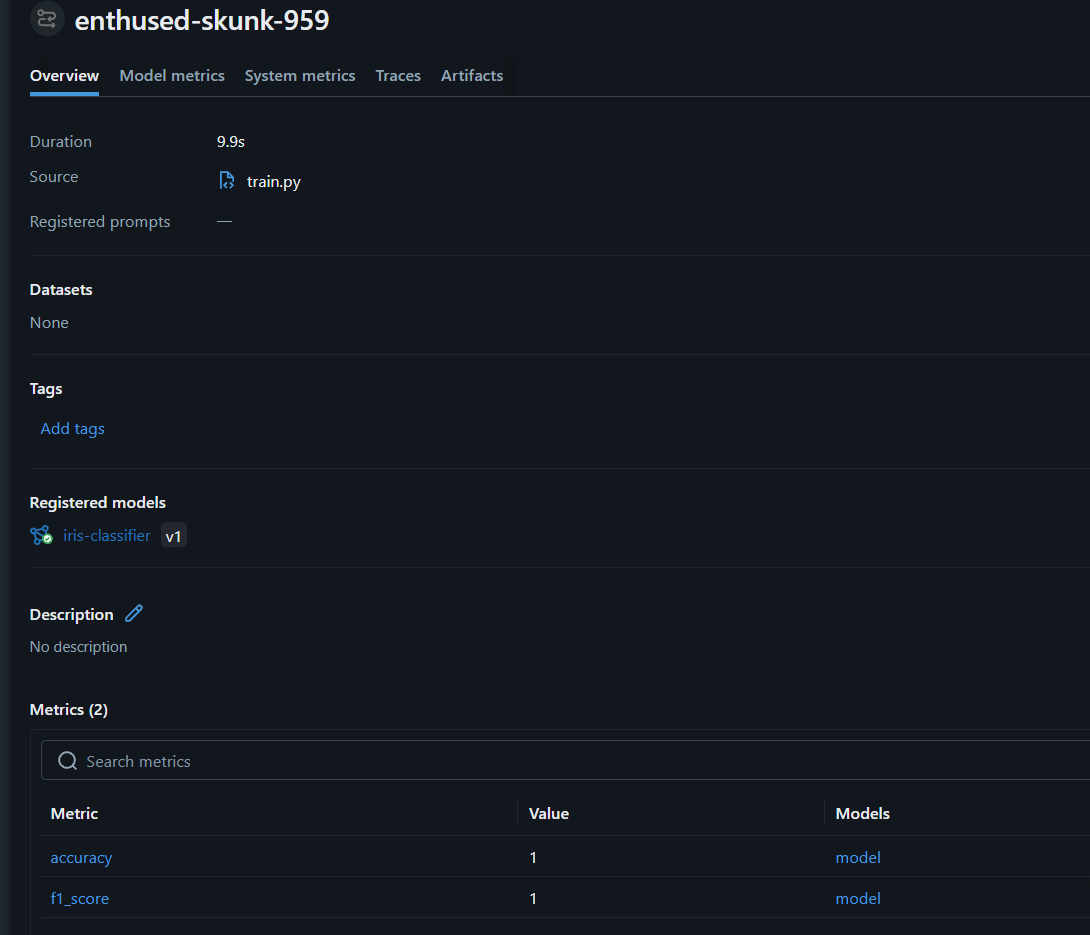 enthused-skunk-959
Overview Model metrics System metrics Traces Artifacts
Duration 9.9s
Source train.py
Registered prompts —
Datasets
None
Tags
Add tags
Registered models
iris-classifier v1
Description
No description
Metrics (2)
Search metrics
Metric Value Models
accuracy 1 model
f1_score 1 model